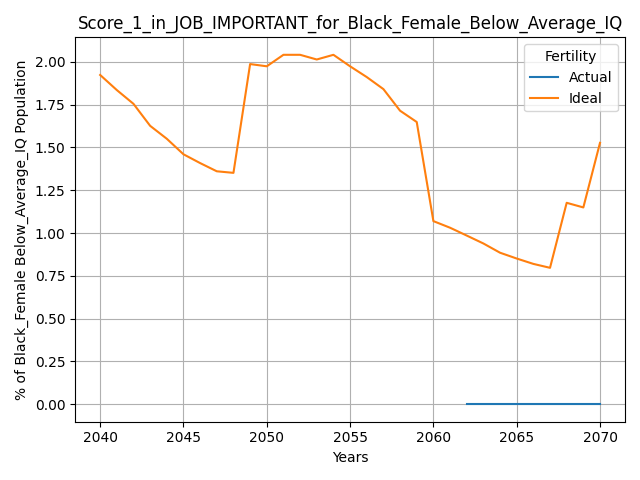 Score_1_in_JOB_IMPORTANT_for_Black_Female_Below_Average_IQ
% of Black_Female Below_Average_IQ Population
2.00
1.75
1.50
1.25
1.00
0.75
0.50
0.25
0.00
Fertility
Actual
Ideal
2040 2045 2050 2055 2060 2065 2070
Years